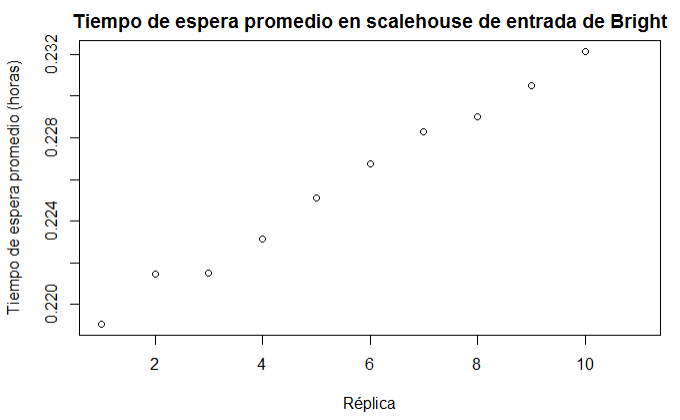 Tiempo de espera promedio en scalehouse de entrada de Bright
Tiempo de espera promedio (horas)
0.232
0.228
0.224
0.220
2 4 6 8 10
Réplica